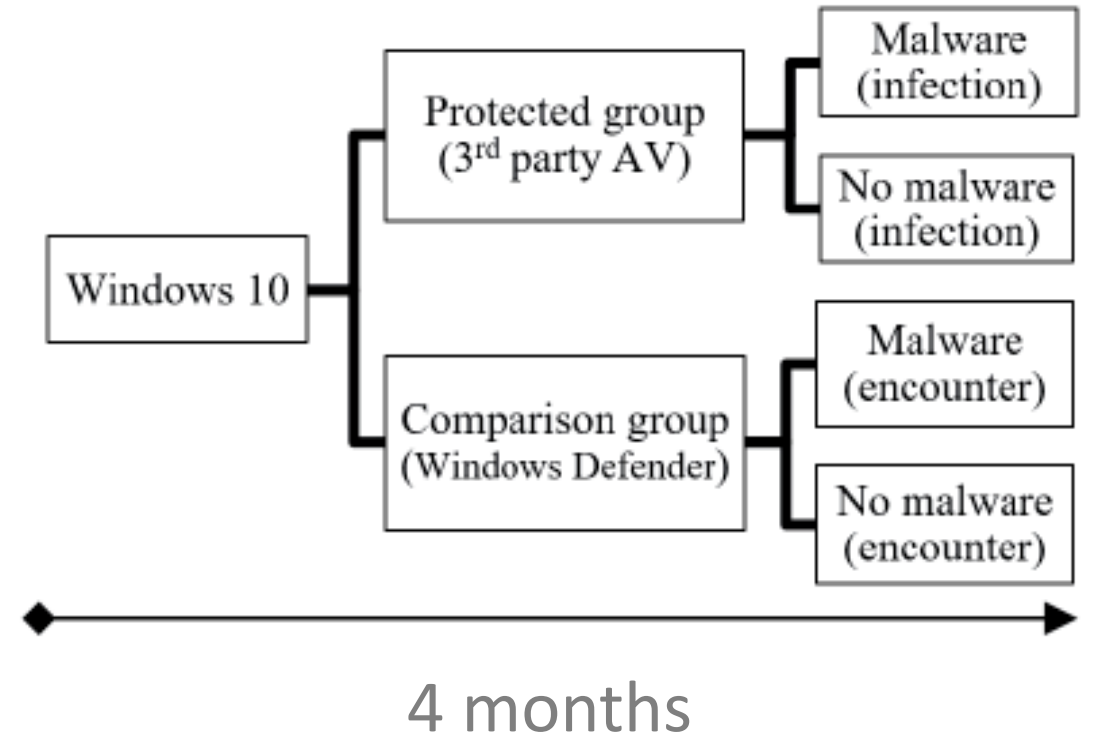 Windows 10
Protected group
(3rd party AV)
Malware
(infection)
No malware
(infection)
Comparison group
(Windows Defender)
Malware
(encounter)
No malware
(encounter)
4 months